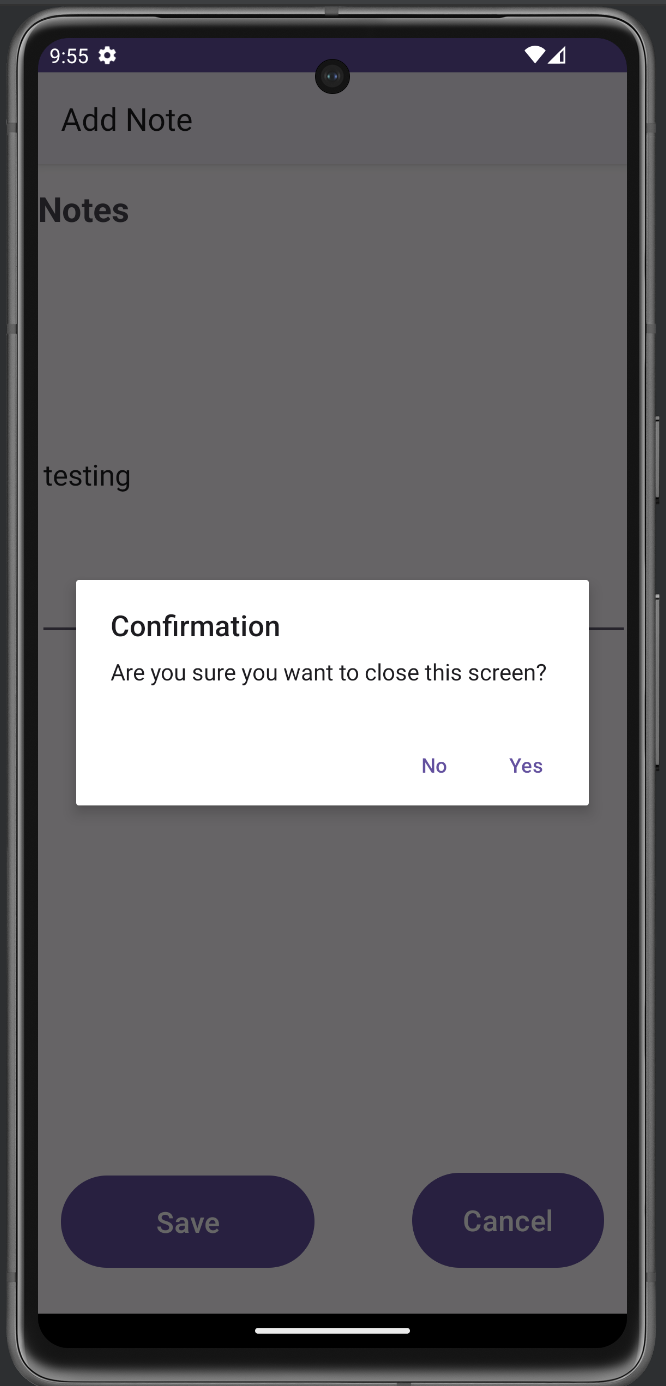 9:55
Add Note
Notes
testing
Confirmation
Are you sure you want to close this screen?
No Yes
Save Cancel